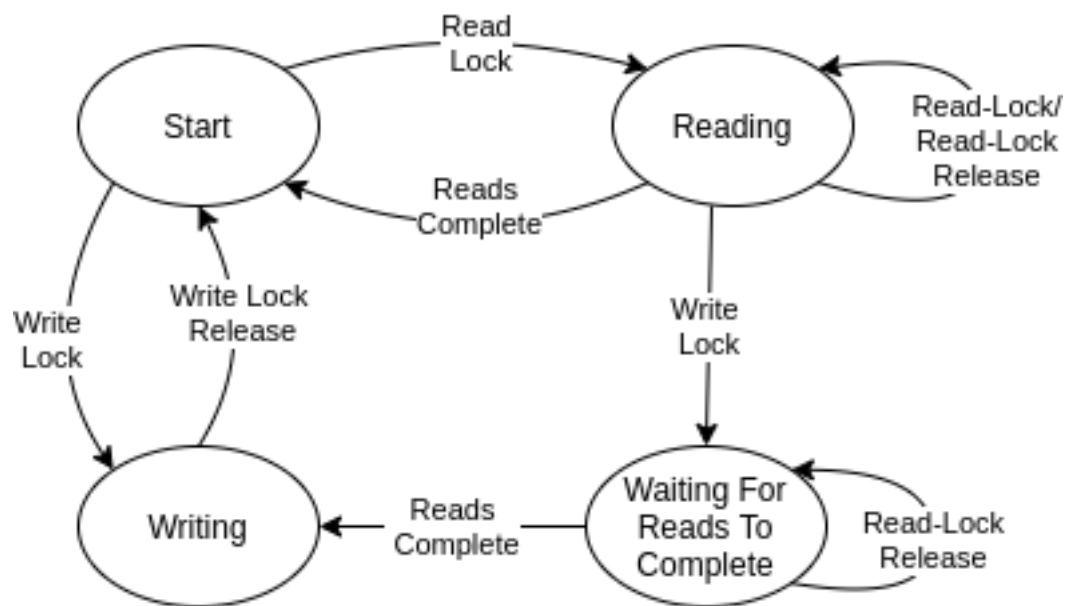 Read
Lock
Start
Reading
Read-Lock/
Read-Lock
Release
Reads
Complete
Write Lock
Release
Write
Lock
Write
Lock
Writing
Reads
Complete
Waiting For
Reads To
Complete
Read-Lock
Release